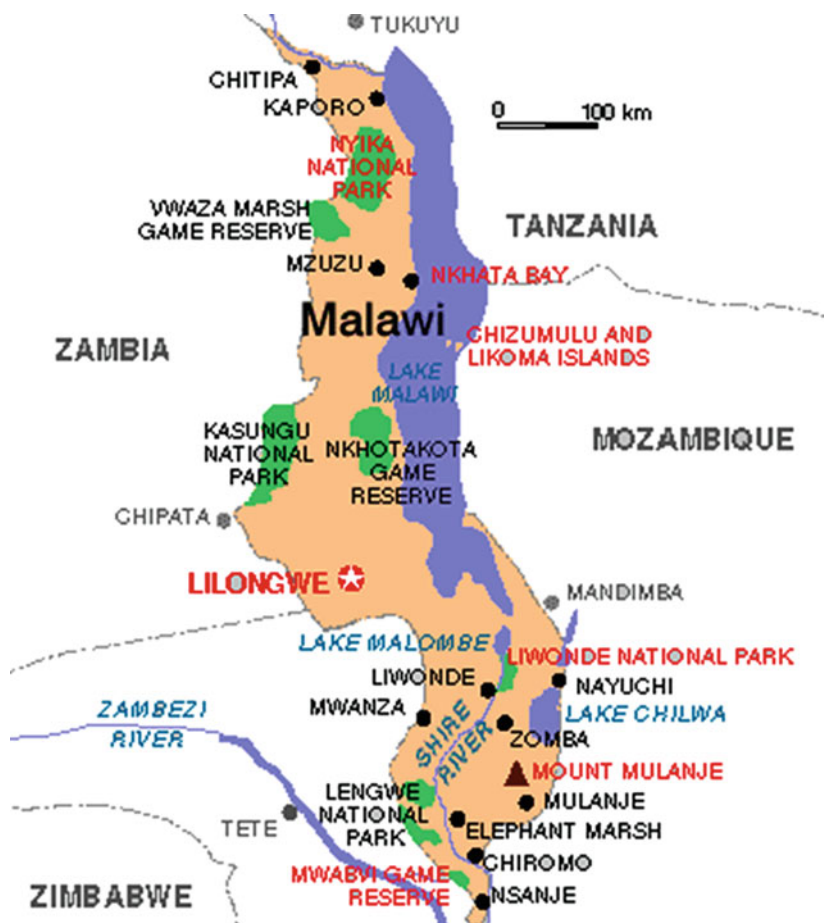 TUKUYU
CHITIPA
KAPORO
0 100 km
NYIKA
NATIONAL
PARK
VWAZA MARSH
GAME RESERVE
TANZANIA
MZUZU
NKHATA BAY
Malawi
ZAMBIA
CHIZUMULU AND
LIKOMA ISLANDS
LAKE
MALAWI
KASUNGU
NATIONAL
PARK
NKHOTAKOTA
GAME
RESERVE
MOZAMBIQUE
CHIPATA
LILONGWE
MANDIMBA
LAKE MALOMBE
LIWONDE NATIONAL PARK
LIWONDE
NAYUCHI
MWANZA
LAKE CHILWA
ZAMBEZI
RIVER
SHIRE
RIVER
ZOMBA
MOUNT MULANJE
LENGWE
NATIONAL
PARK
MULANJE
TETE
ELEPHANT MARSH
CHIROMO
MWABVI GAME
RESERVE
ZIMBABWE
NSANJE